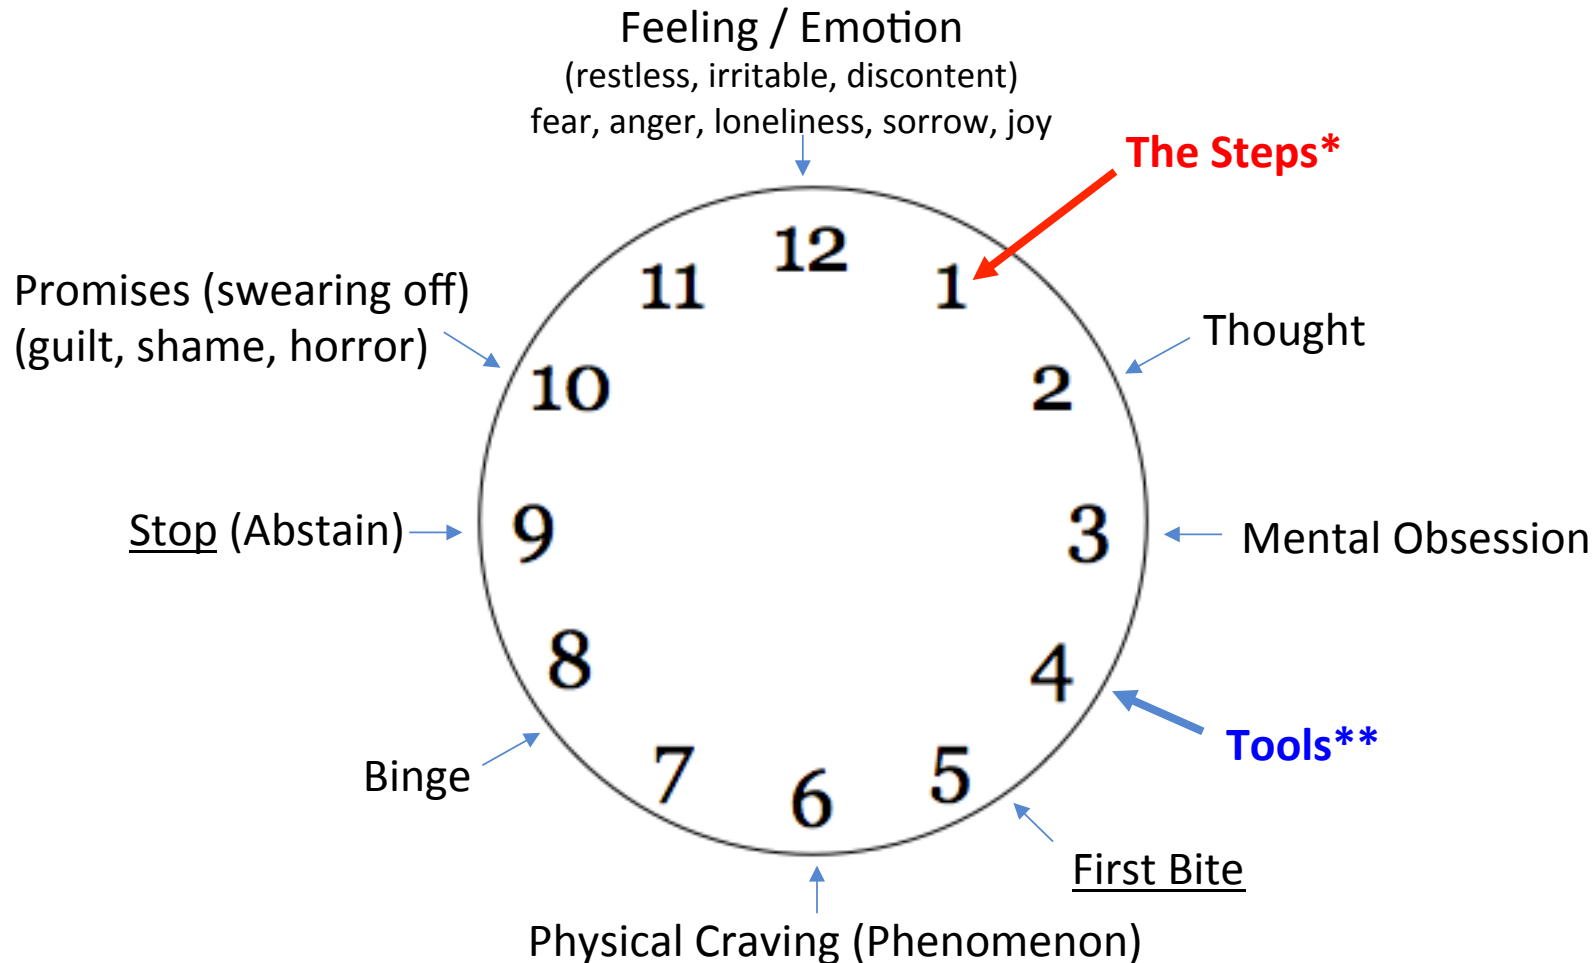 Feeling / Emotion
(restless, irritable, discontent)
fear, anger, loneliness, sorrow, joy
The Steps*
12
11
1
Promises (swearing off)
(guilt, shame, horror)
Thought
10
2
Stop (Abstain)
9
3
Mental Obsession
8
4
Tools**
Binge
7
5
6
First Bite
Physical Craving (Phenomenon)